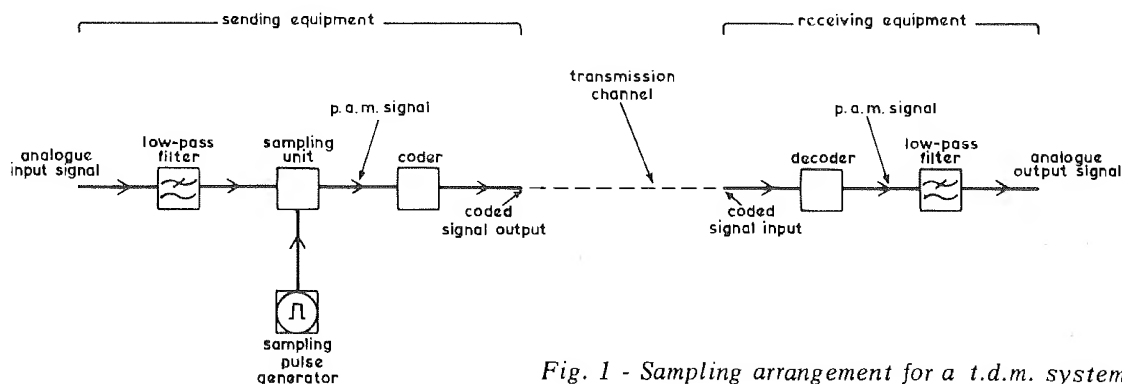 sending equipment
receiving equipment
transmission
channel
p.a.m. signal
p.a.m. signal
analogue
input signal
low-pass
filter
sampling
unit
coder
decoder
low-pass
filter
analogue
output signal
coded
signal output
coded
signal input
sampling
pulse
generator
Fig. 1 - Sampling arrangement for a t.d.m. system